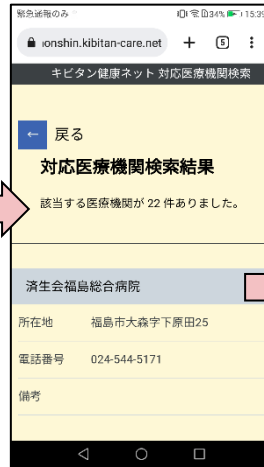 緊急通報のみ 34% 15:39
onshin.kibitan-care.net 5
キビタン健康ネット 対応医療機関検索
← 戻る
対応医療機関検索結果
該当する医療機関が 22 件ありました。
済生会福島総合病院
所在地 福島市大森字下原田25
電話番号 024-544-5171
備考